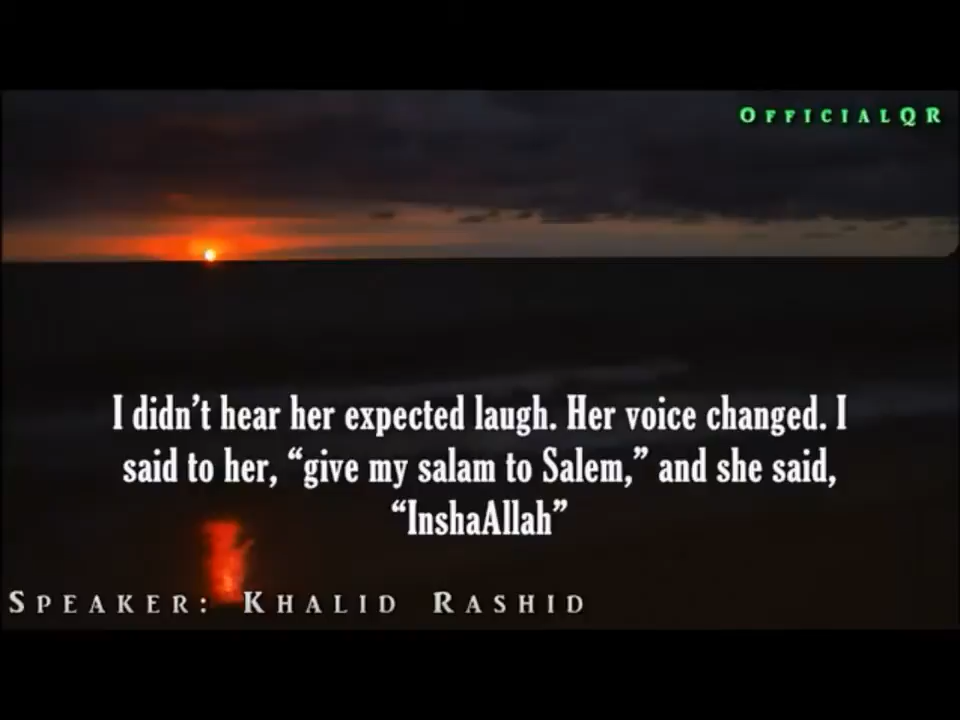 OFFICIALQR
I didn’t hear her expected laugh. Her voice changed. I
said to her, “give my salam to Salem,” and she said,
“InshaAllah”
SPEAKER: KHALID RASHID